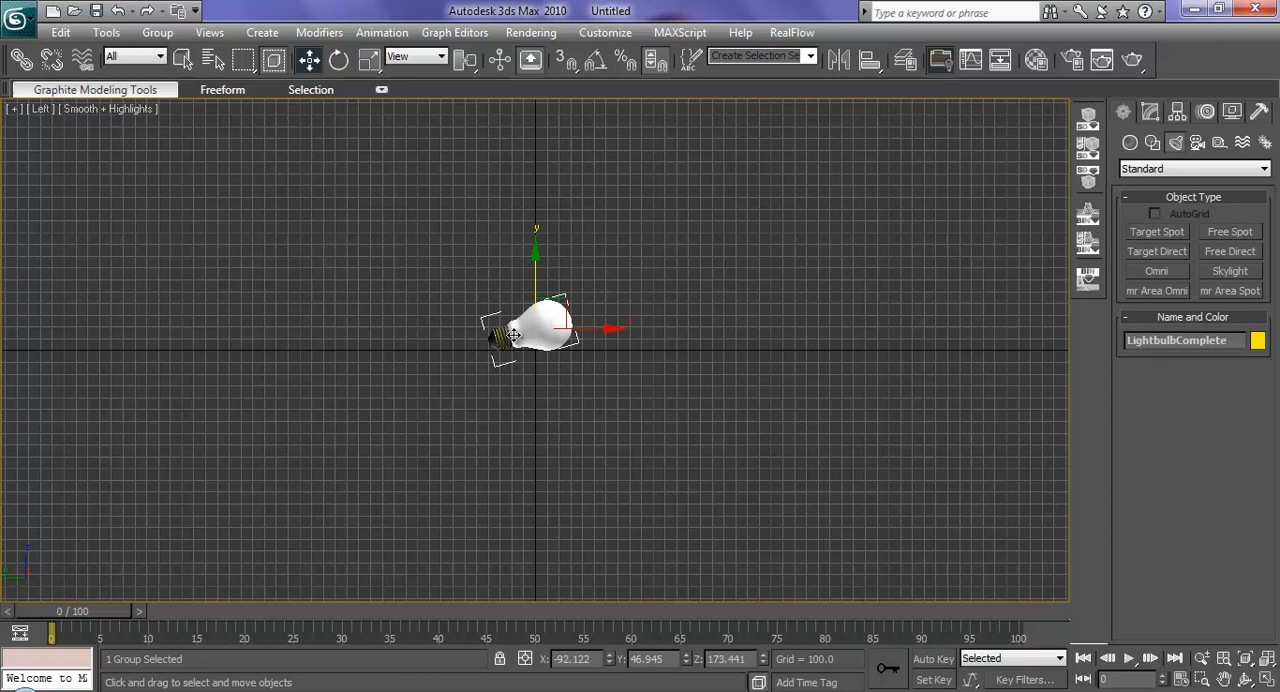 Autodesk 3ds Max 2010 Untitled
Type a keyword or phrase
Edit Tools Group Views Create Modifiers Animation Graph Editors Rendering Customize MAXScript Help RealFlow
All View Create Selection Se
Graphite Modeling Tools Freeform Selection
[ + ] [ Left ] [ Smooth + Highlights ]
Standard
- Object Type
AutoGrid
Target Spot Free Spot
Target Direct Free Direct
Omni Skylight
mr Area Omni mr Area Spot
- Name and Color
LightbulbComplete
y
0 / 100
0 5 10 15 20 25 30 35 40 45 50 55 60 65 70 75 80 85 90 95 100
1 Group Selected X: -92.122 Y: 46.945 Z: 173.441 Grid = 100.0 Auto Key Selected
Welcome to M Click and drag to select and move objects Add Time Tag Set Key Key Filters... 0